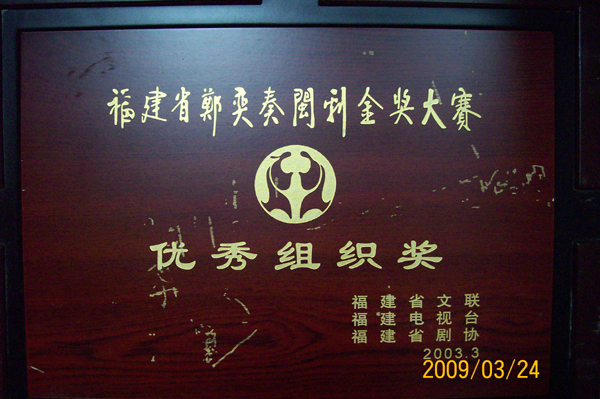 福建省郑奕奏闽剧金奖大赛
优秀组织奖
福建省文联
福建电视台
福建省剧协
2003.3
2009/03/24